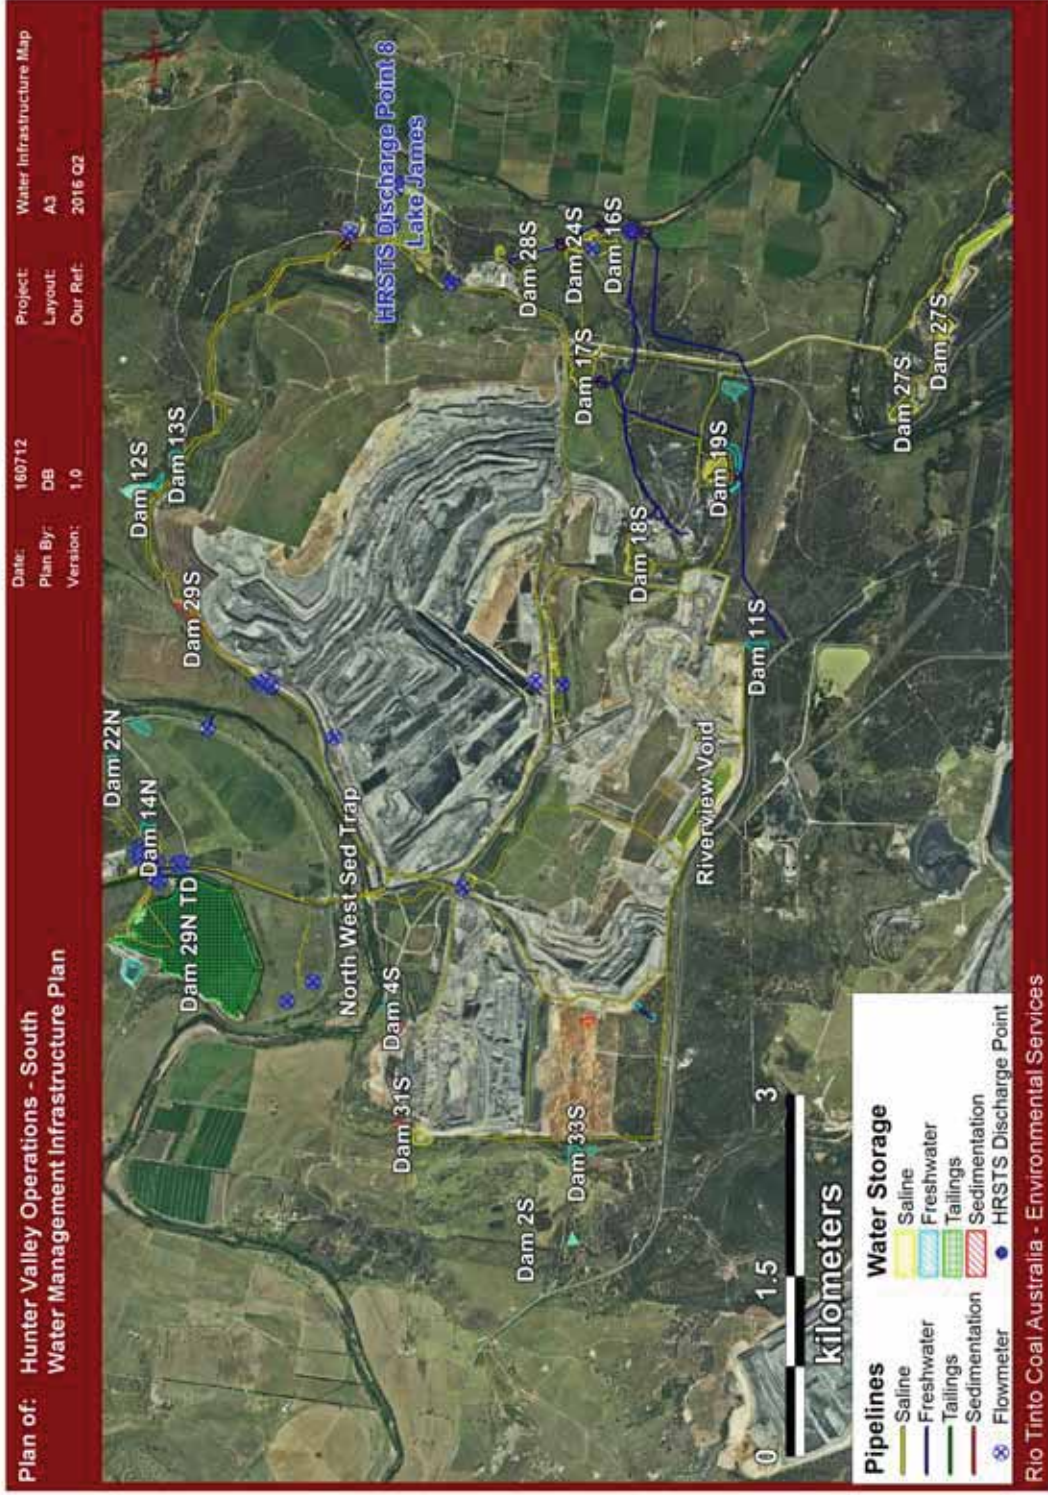 Plan of: Hunter Valley Operations - South
Water Management Infrastructure Plan
Date: 160712
Plan By: DB
Version: 1.0
Project: Water Infrastructure Map
Layout: A3
Our Ref: 2016 Q2
Dam 22N
Dam 14N
Dam 29N TD
Dam 12S
Dam 13S
Dam 29S
North West Sed Trap
Dam 4S
Dam 31S
HRSTS Discharge Point 8
Lake James
Dam 28S
Dam 24S
Dam 16S
Dam 17S
Dam 33S
Dam 2S
Dam 18S
Dam 19S
Dam 11S
Riverview Void
Dam 27S
Dam 27S
0 1.5 3
kilometers
Pipelines
Saline
Freshwater
Tailings
Sedimentation
Flowmeter
Water Storage
Saline
Freshwater
Tailings
Sedimentation
HRSTS Discharge Point
Rio Tinto Coal Australia - Environmental Services